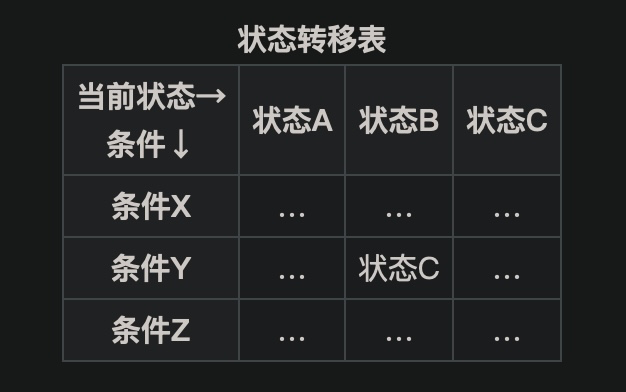 状态转移表
当前状态→ 状态A 状态B 状态C
条件↓
条件X ... ... ...
条件Y ... 状态C ...
条件Z ... ... ...